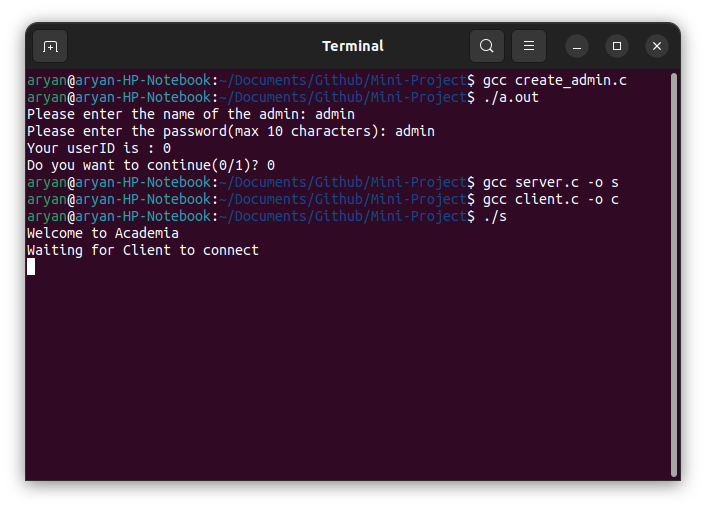 Terminal
aryan@aryan-HP-Notebook:~/Documents/Github/Mini-Project$ gcc create_admin.c
aryan@aryan-HP-Notebook:~/Documents/Github/Mini-Project$ ./a.out
Please enter the name of the admin: admin
Please enter the password(max 10 characters): admin
Your userID is : 0
Do you want to continue(0/1)? 0
aryan@aryan-HP-Notebook:~/Documents/Github/Mini-Project$ gcc server.c -o s
aryan@aryan-HP-Notebook:~/Documents/Github/Mini-Project$ gcc client.c -o c
aryan@aryan-HP-Notebook:~/Documents/Github/Mini-Project$ ./s
Welcome to Academia
Waiting for Client to connect